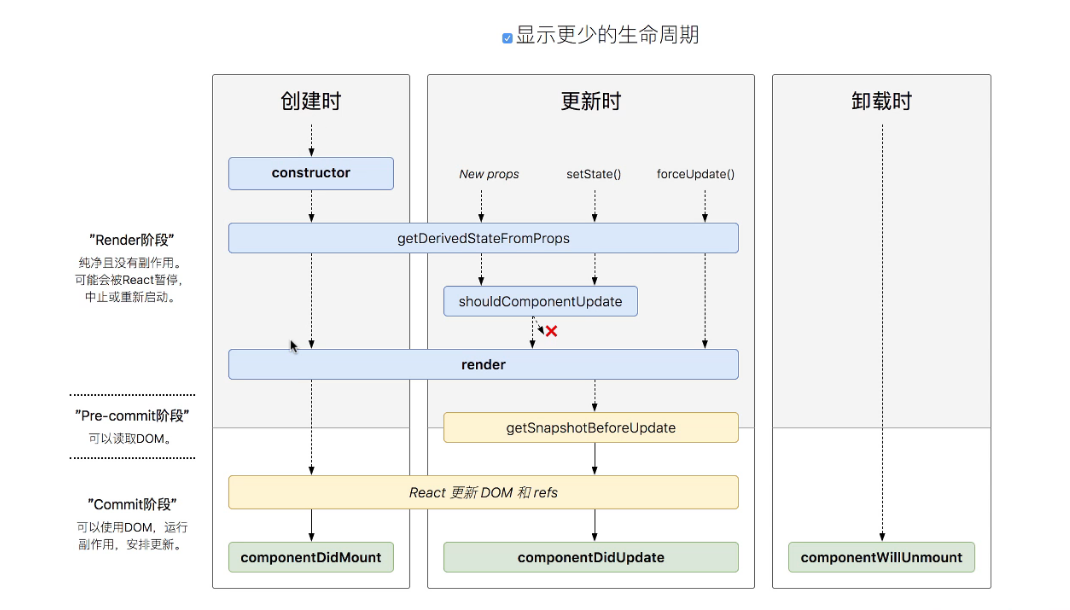 显示更少的生命周期
创建时
更新时
卸载时
constructor
New props
setState()
forceUpdate()
getDerivedStateFromProps
"Render阶段"
纯净且没有副作用。
可能会被React暂停，
中止或重新启动。
shouldComponentUpdate
render
"Pre-commit阶段"
可以读取DOM。
getSnapshotBeforeUpdate
"Commit阶段"
可以使用DOM，运行
副作用，安排更新。
React 更新 DOM 和 refs
componentDidMount
componentDidUpdate
componentWillUnmount